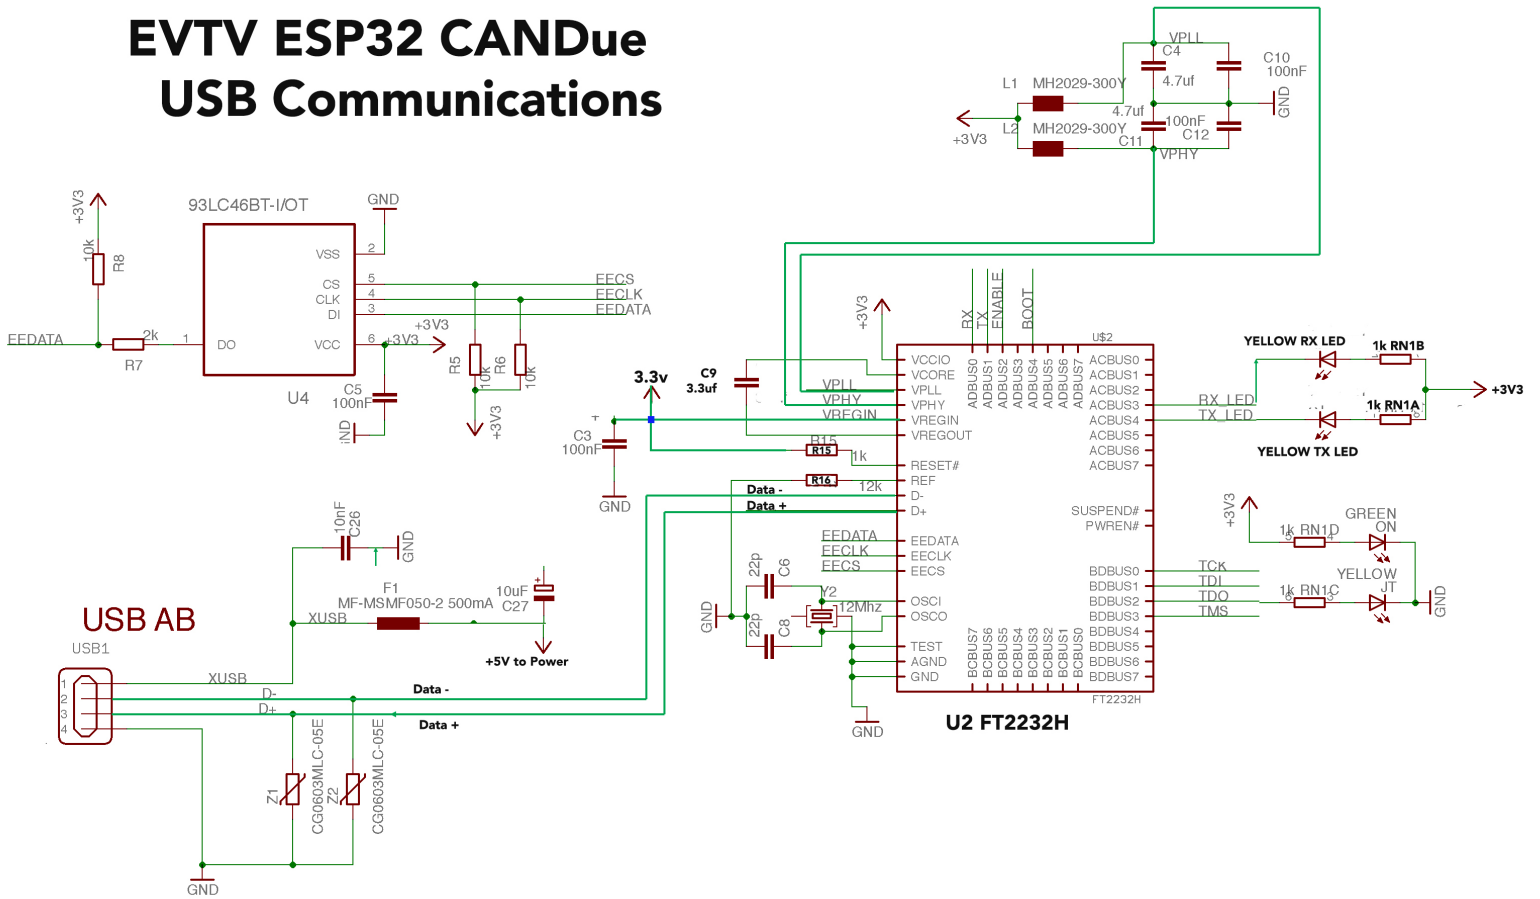 EVTV ESP32 CANDue
USB Communications
VPLL
C4
4.7uf
C10
100nF
GND
L1
MH2029-300Y
+3V3
L2
MH2029-300Y
4.7uf
100nF
C11
C12
VPHY
93LC46BT-I/OT
GND
+3V3
10k
R8
VSS
2
CS
5
CLK
4
DI
3
VCC
6
DO
1
EEDATA
R7
2k
U4
EECS
EECLK
EEDATA
+3V3
+3V3
R5
10k
R6
10k
+3V3
C5
100nF
3.3v
C3
100nF
GND
C9
3.3uf
+3V3
VPLL
VPHY
VREGIN
R15
R15
1k
R16
12k
Data -
Data +
EEDATA
EECLK
EECS
22p
C6
22p
C8
Y2
12Mhz
GND
GND
RX
TX
ENABLE
BOOT
U$2
VCCIO
VCORE
VPLL
VPHY
VREGIN
VREGOUT
RESET#
REF
D-
D+
EEDATA
EECLK
EECS
OSCI
OSCO
TEST
AGND
GND
ADBUS0
ADBUS1
ADBUS2
ADBUS3
ADBUS4
ADBUS5
ADBUS6
ADBUS7
ACBUS0
ACBUS1
ACBUS2
ACBUS3
ACBUS4
ACBUS5
ACBUS6
ACBUS7
SUSPEND#
PWREN#
BDBUS0
BDBUS1
BDBUS2
BDBUS3
BDBUS4
BDBUS5
BDBUS6
BDBUS7
BCBUS7
BCBUS6
BCBUS5
BCBUS4
BCBUS3
BCBUS2
BCBUS1
BCBUS0
FT2232H
U2 FT2232H
YELLOW RX LED
1k RN1B
RX_LED
TX_LED
1k RN1A
+3V3
YELLOW TX LED
+3V3
1k RN1D
GREEN
ON
YELLOW
JT
1k RN1C
GND
TCK
TDI
TDO
TMS
10nF
C26
GND
F1
MF-MSMF050-2 500mA
XUSB
10uF
C27
+5V to Power
USB AB
USB1
1
2
3
4
XUSB
D-
D+
Data -
Data +
Z1
CG0603MLC-05E
Z2
CG0603MLC-05E
GND